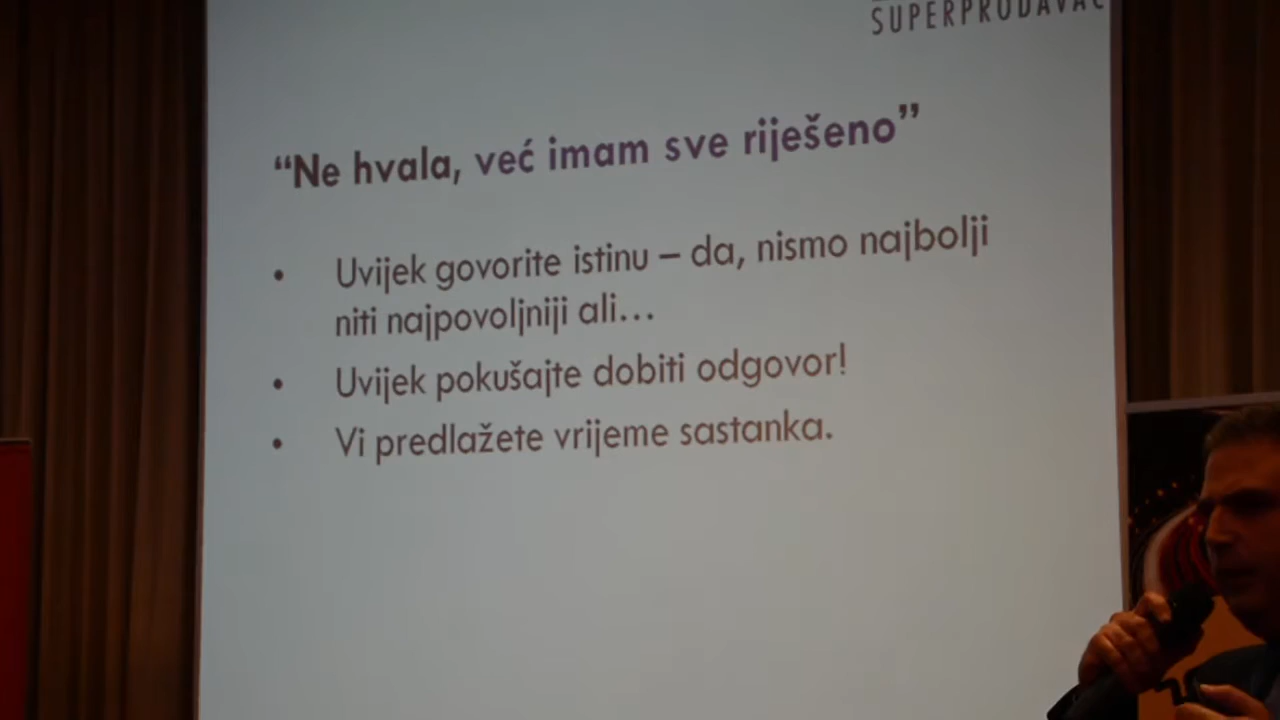 SUPERPRODAVAČ
“Ne hvala, već imam sve riješeno”
• Uvijek govorite istinu – da, nismo najbolji
niti najpovoljniji ali...
• Uvijek pokušajte dobiti odgovor!
• Vi predlažete vrijeme sastanka.